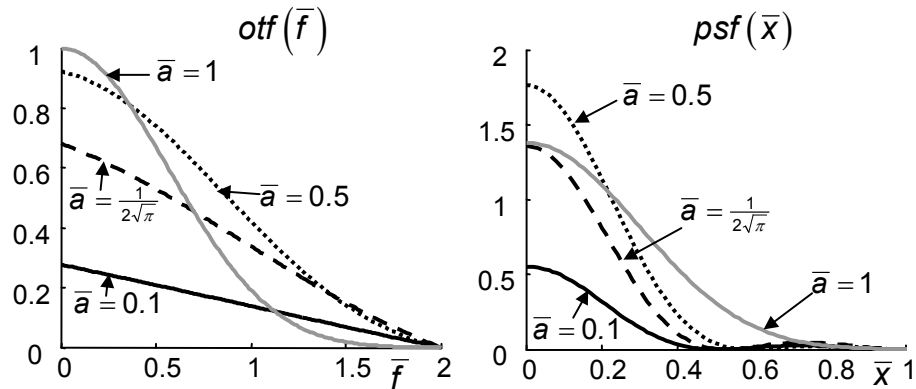 otf(f̅)
1
0.8
0.6
0.4
0.2
0
a̅ = 1
a̅ = 0.5
a̅ = 1/2√π
a̅ = 0.1
0 0.5 1 1.5 2
f̅
psf(x̅)
2
1.5
1
0.5
0
a̅ = 0.5
a̅ = 1/2√π
a̅ = 1
a̅ = 0.1
0 0.2 0.4 0.6 0.8 1
x̅